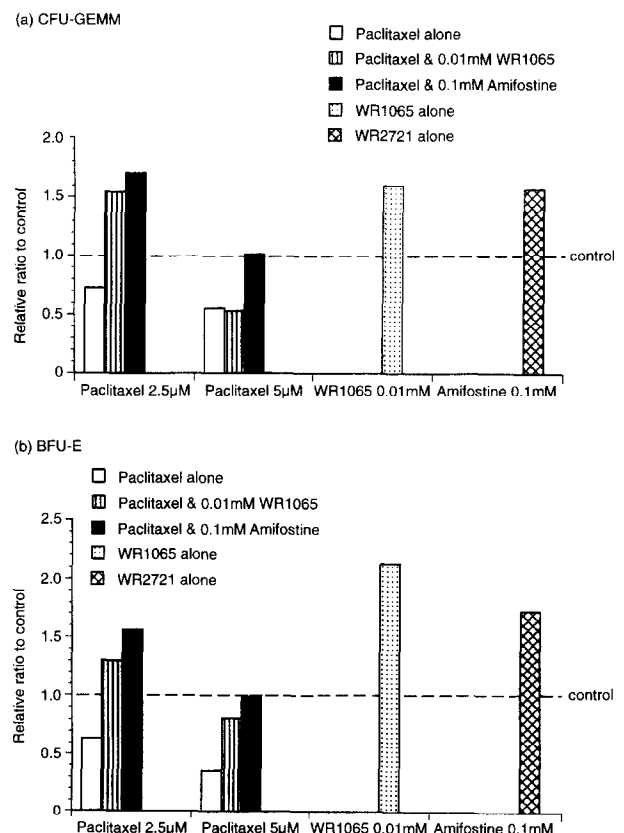 (a) CFU-GEMM
Paclitaxel alone
Paclitaxel & 0.01mM WR1065
Paclitaxel & 0.1mM Amifostine
WR1065 alone
WR2721 alone
2.0
1.5
1.0
0.5
0
Relative ratio to control
control
Paclitaxel 2.5µM Paclitaxel 5µM WR1065 0.01mM Amifostine 0.1mM
(b) BFU-E
Paclitaxel alone
Paclitaxel & 0.01mM WR1065
Paclitaxel & 0.1mM Amifostine
WR1065 alone
WR2721 alone
2.5
2.0
1.5
1.0
0.5
0
Relative ratio to control
control
Paclitaxel 2.5µM Paclitaxel 5µM WR1065 0.01mM Amifostine 0.1mM